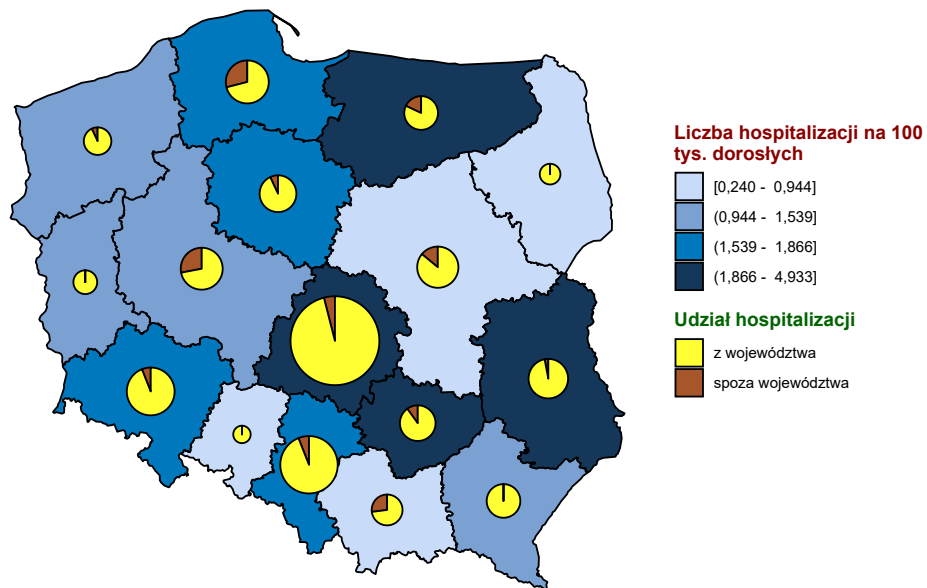 Liczba hospitalizacji na 100
tys. dorosłych
[0,240 - 0,944]
(0,944 - 1,539]
(1,539 - 1,866]
(1,866 - 4,933]
Udział hospitalizacji
z województwa
spoza województwa